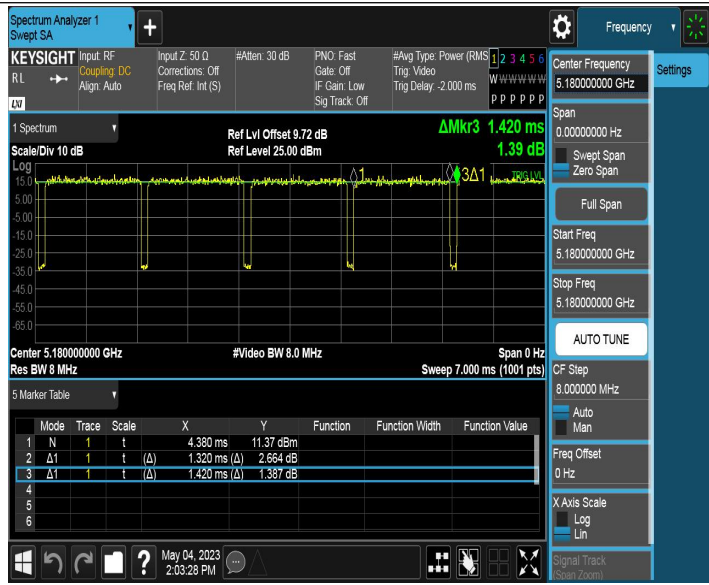 Spectrum Analyzer 1
Swept SA
Frequency
KEYSIGHT Input: RF Input Z: 50 Ω #Atten: 30 dB PNO: Fast #Avg Type: Power (RMS 1 2 3 4 5 6
RL Coupling: DC Corrections: Off Gate: Off Trig: Video
Align: Auto Freq Ref: Int (S) IF Gain: Low Trig Delay: -2.000 ms W W W W W W
LXI Sig Track: Off P P P P P P
1 Spectrum
ΔMkr3 1.420 ms
Ref Lvl Offset 9.72 dB
Scale/Div 10 dB Ref Level 25.00 dBm 1.39 dB
Log
15.0
1
3Δ1
TRIG LVL
5.00
-5.00
-15.0
-25.0
-35.0
-45.0
-55.0
-65.0
Center 5.180000000 GHz #Video BW 8.0 MHz Span 0 Hz
Res BW 8 MHz Sweep 7.000 ms (1001 pts)
5 Marker Table
Mode Trace Scale X Y Function Function Width Function Value
1 N 1 t 4.380 ms 11.37 dBm
2 Δ1 1 t (Δ) 1.320 ms (Δ) 2.664 dB
3 Δ1 1 t (Δ) 1.420 ms (Δ) 1.387 dB
4
5
6
May 04, 2023
2:03:28 PM
Center Frequency
5.180000000 GHz
Settings
Span
0.00000000 Hz
Swept Span
Zero Span
Full Span
Start Freq
5.180000000 GHz
Stop Freq
5.180000000 GHz
AUTO TUNE
CF Step
8.000000 MHz
Auto
Man
Freq Offset
0 Hz
X Axis Scale
Log
Lin
Signal Track
(Span Zoom)